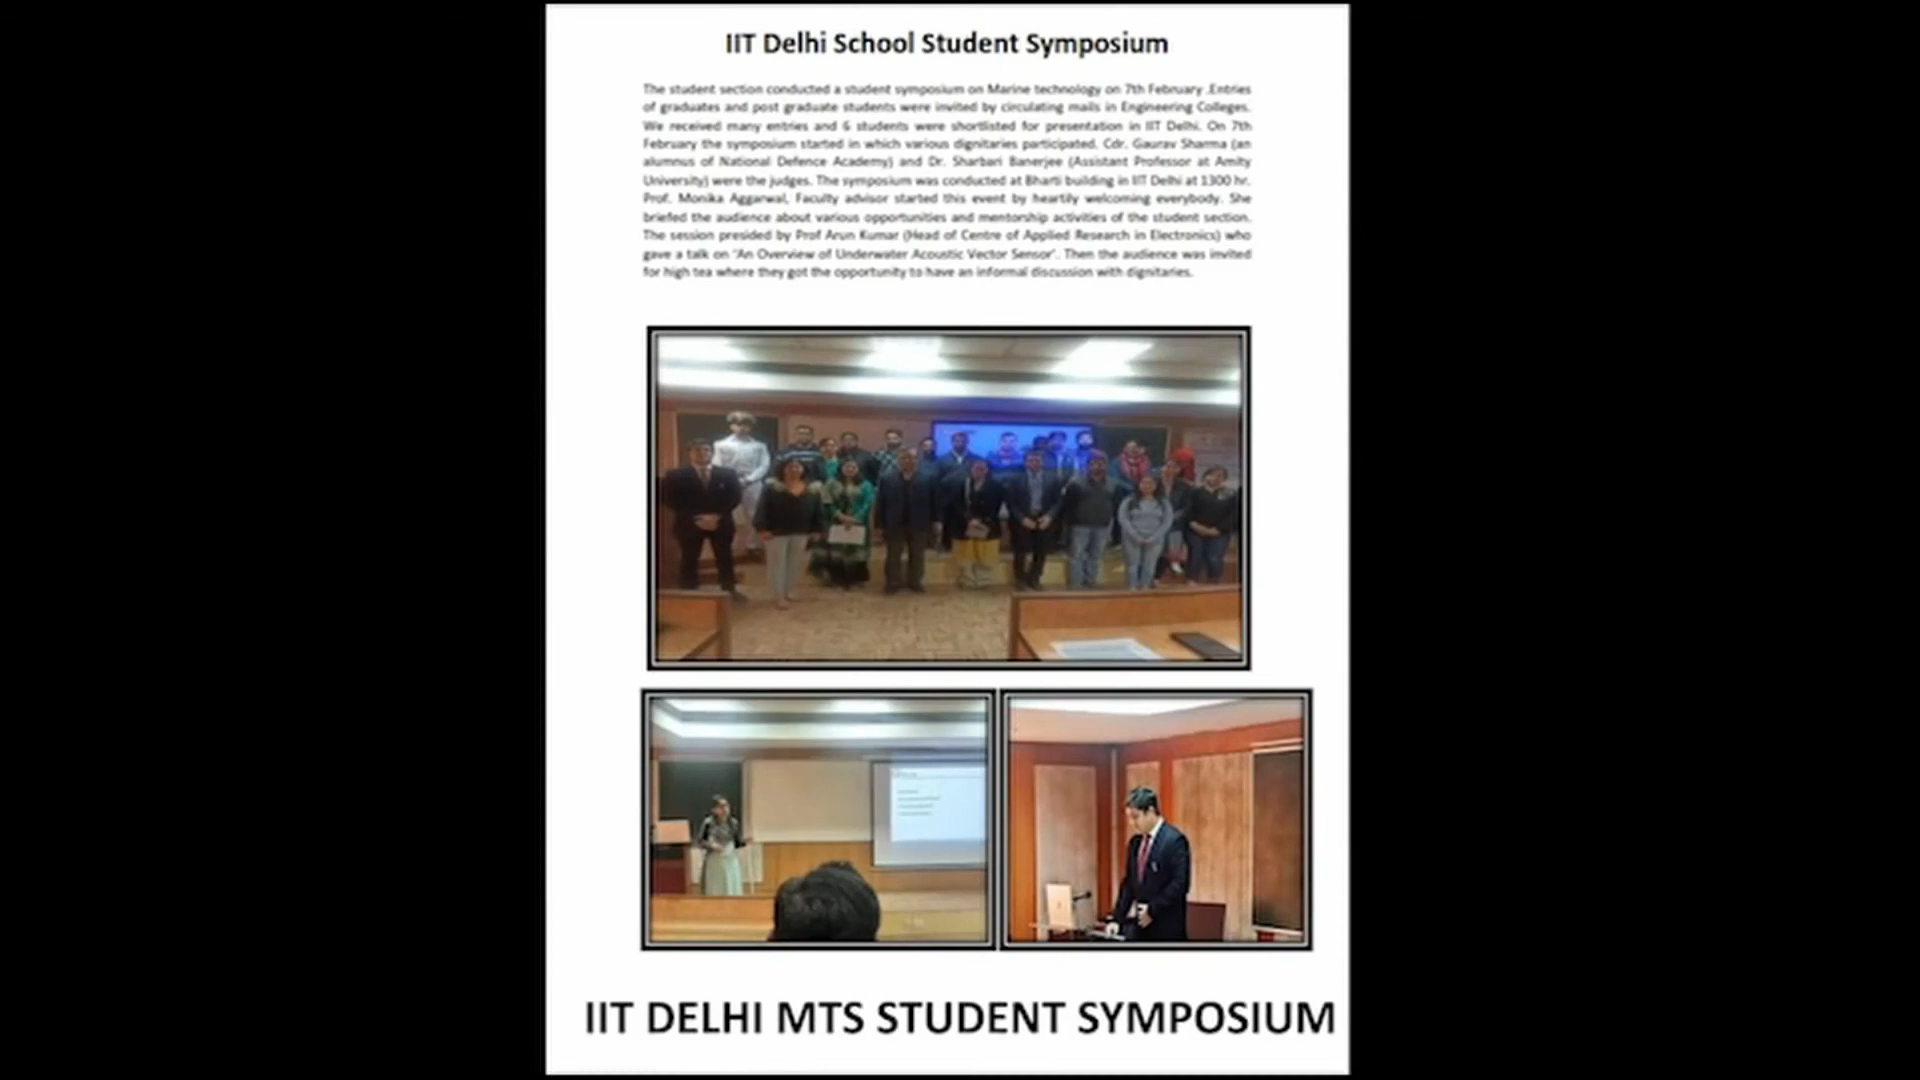 IIT Delhi School Student Symposium
The student section conducted a student symposium on Marine technology on 7th February .Entries
of graduates and post graduate students were invited by circulating mails in Engineering Colleges.
We received many entries and 6 students were shortlisted for presentation in IIT Delhi. On 7th
February the symposium started in which various dignitaries participated. Cdr. Gaurav Sharma (an
alumnus of National Defence Academy) and Dr. Sharbari Banerjee (Assistant Professor at Amity
University) were the judges. The symposium was conducted at Bharti building in IIT Delhi at 1300 hr.
Prof. Monika Aggarwal, Faculty advisor started this event by heartily welcoming everybody. She
briefed the audience about various opportunities and mentorship activities of the student section.
The session presided by Prof Arun Kumar (Head of Centre of Applied Research in Electronics) who
gave a talk on 'An Overview of Underwater Acoustic Vector Sensor'. Then the audience was invited
for high tea where they got the opportunity to have an informal discussion with dignitaries.
IIT DELHI MTS STUDENT SYMPOSIUM